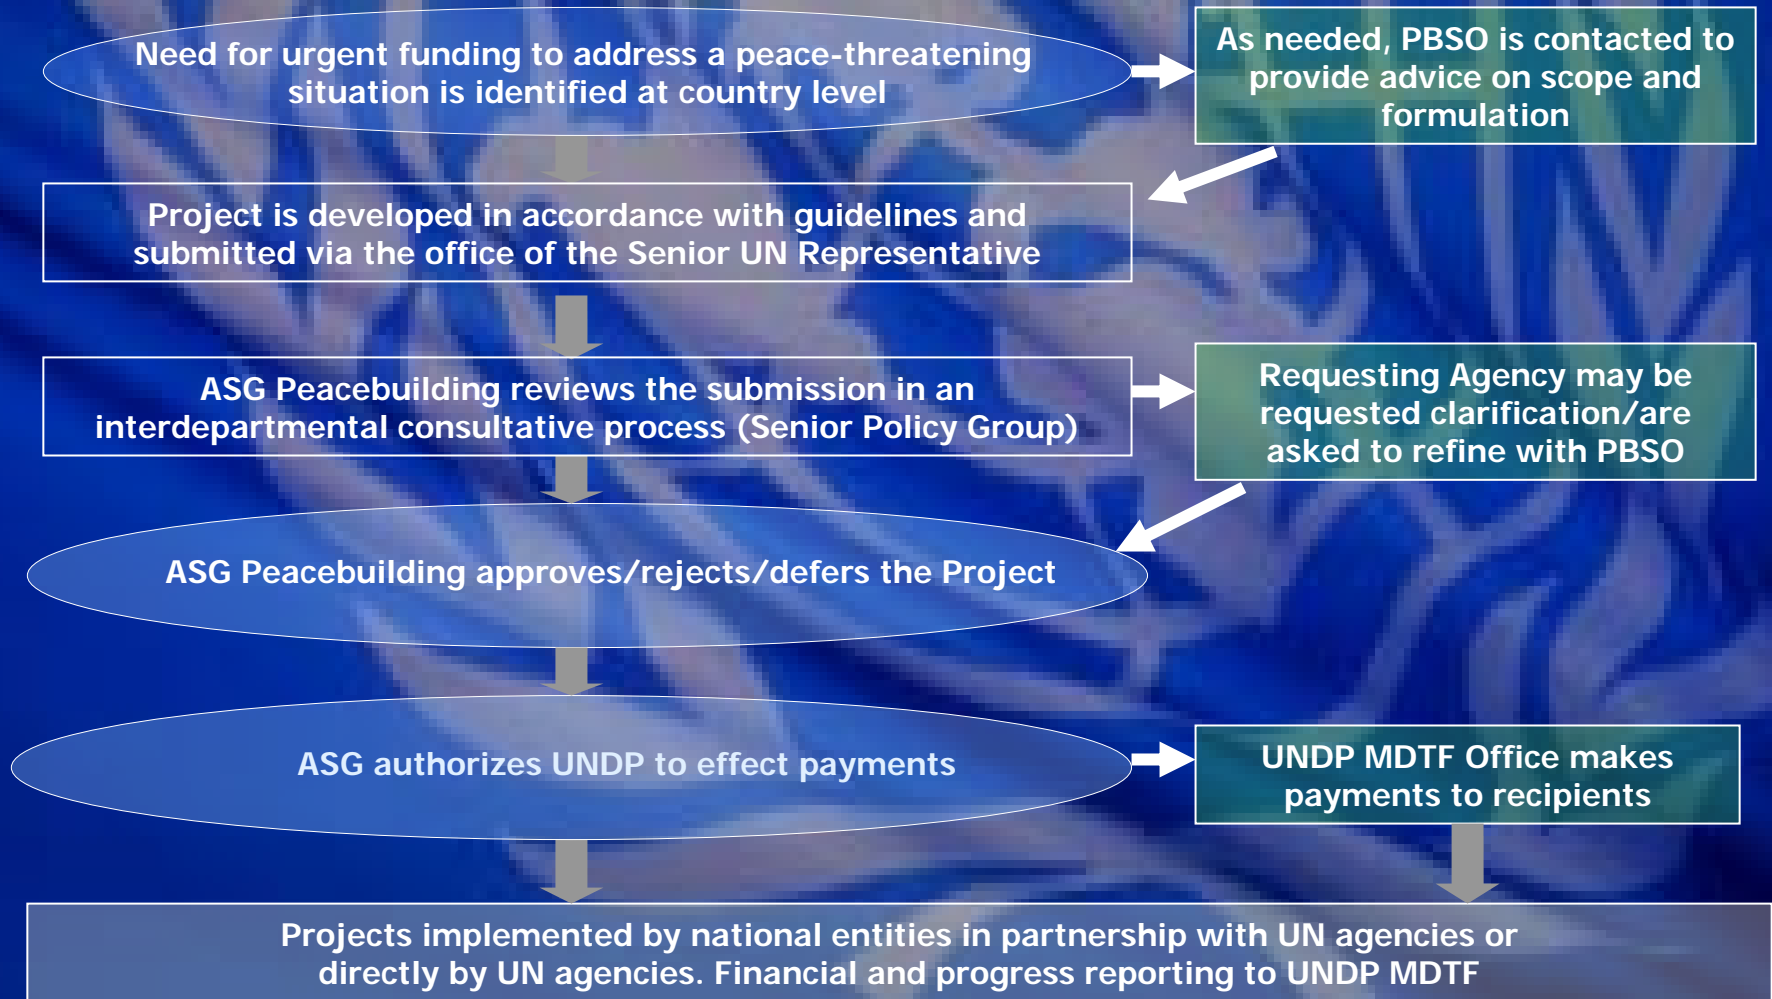 Need for urgent funding to address a peace-threatening
situation is identified at country level
As needed, PBSO is contacted to
provide advice on scope and
formulation
Project is developed in accordance with guidelines and
submitted via the office of the Senior UN Representative
ASG Peacebuilding reviews the submission in an
interdepartmental consultative process (Senior Policy Group)
Requesting Agency may be
requested clarification/are
asked to refine with PBSO
ASG Peacebuilding approves/rejects/defers the Project
ASG authorizes UNDP to effect payments
UNDP MDTF Office makes
payments to recipients
Projects implemented by national entities in partnership with UN agencies or
directly by UN agencies. Financial and progress reporting to UNDP MDTF